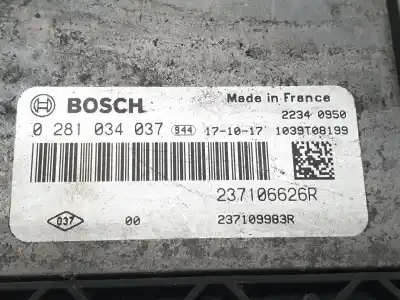 BOSCH
Made in France
2234 0950
0 281 034 037 944 17-10-17 1039T08199
237106626R
037 00 237109983R